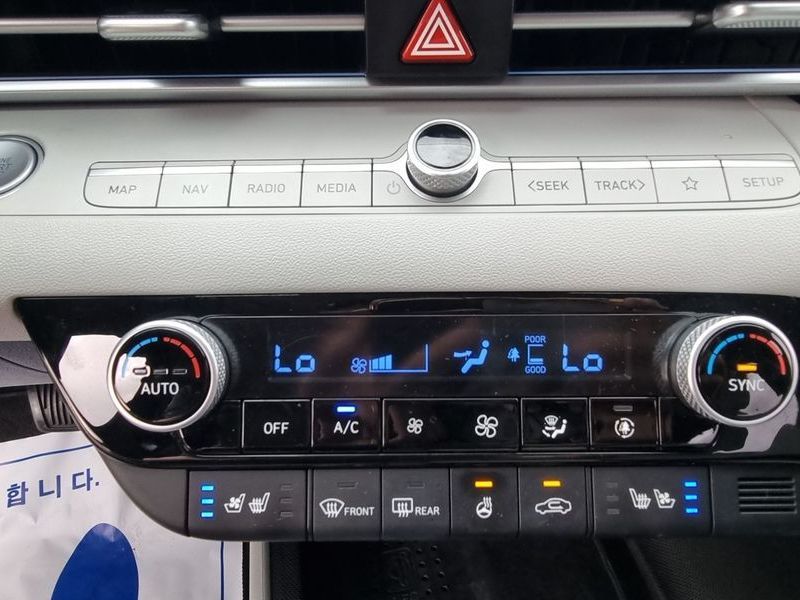 MAP NAV RADIO MEDIA <SEEK TRACK> ☆ SETUP
Lo POOR GOOD Lo
AUTO SYNC
OFF A/C
FRONT REAR
합니다.